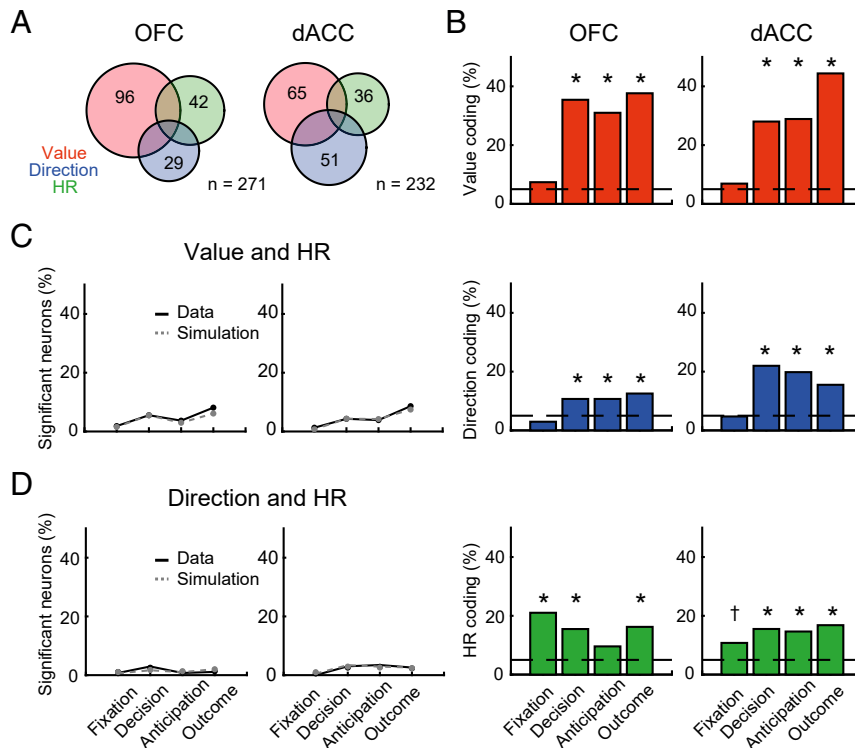 A
OFC
dACC
96
42
29
65
36
51
Value
Direction
HR
n = 271
n = 232
B
OFC
dACC
Value coding (%)
40
20
0
* * *
40
20
0
* * *
C
Value and HR
Significant neurons (%)
40
20
0
Data
Simulation
40
20
0
Direction coding (%)
40
20
0
* * *
40
20
0
* * *
D
Direction and HR
Significant neurons (%)
40
20
0
Data
Simulation
40
20
0
Fixation
Decision
Anticipation
Outcome
Fixation
Decision
Anticipation
Outcome
HR coding (%)
40
20
0
* * *
40
20
0
† * * *
Fixation
Decision
Anticipation
Outcome
Fixation
Decision
Anticipation
Outcome